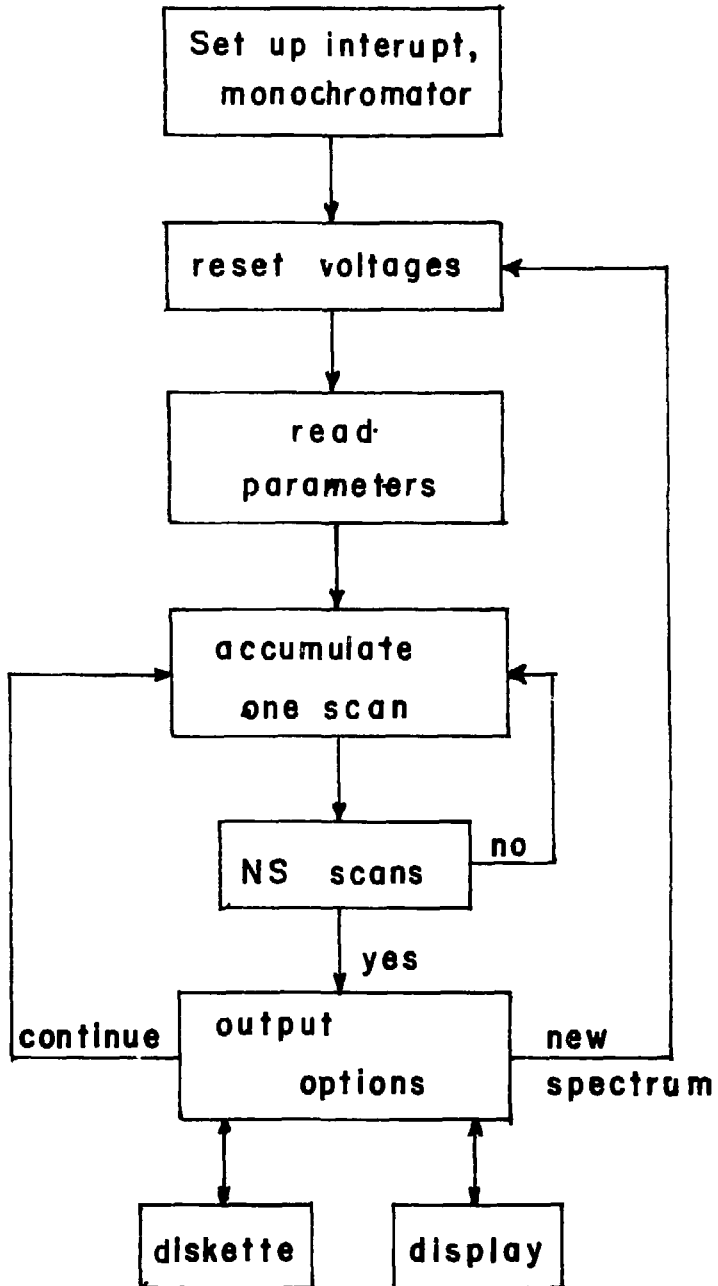 Set up interupt,
monochromator
reset voltages
read
parameters
accumulate
one scan
no
NS scans
yes
continue
output
new
options
spectrum
diskette
display